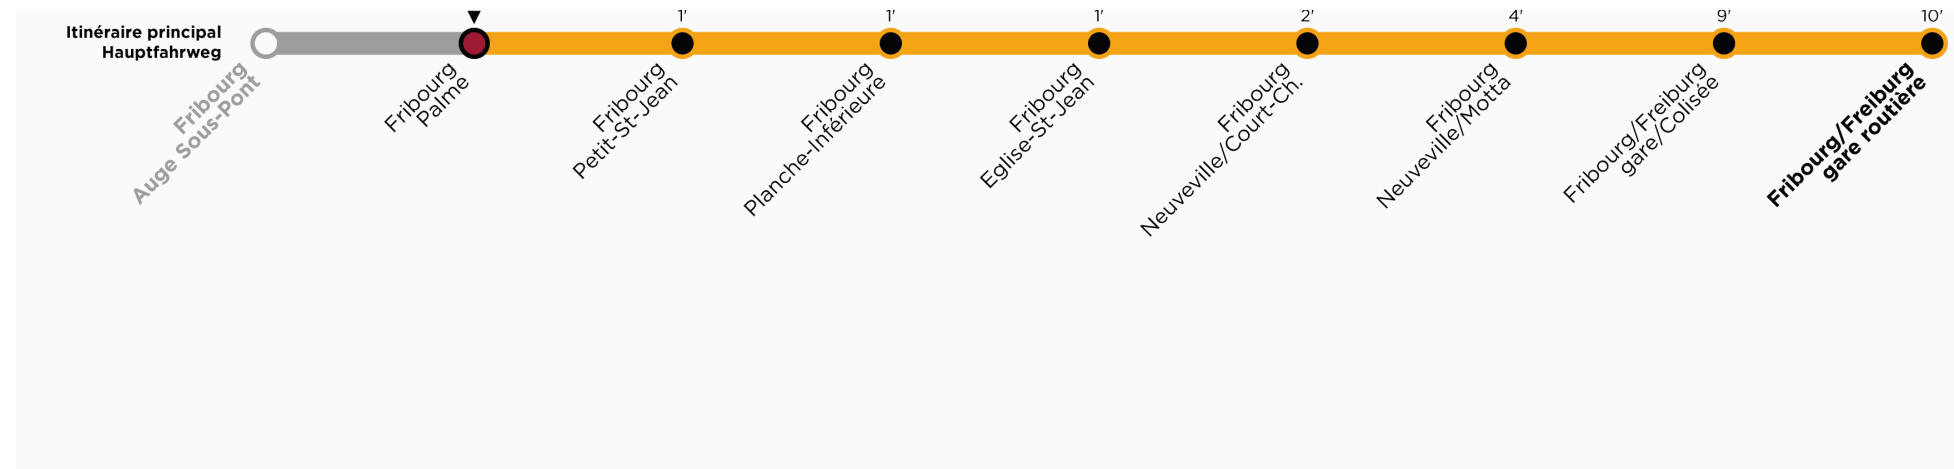 ▼ 1' 1' 1' 2' 4' 9' 10'
Itinéraire principal
Hauptfahrweg
Fribourg
Auge Sous-Pont
Fribourg
Palme
Fribourg
Petit-St-Jean
Fribourg
Planche-Inférieure
Fribourg
Eglise-St-Jean
Fribourg
Neuveville/Court-Ch.
Fribourg
Neuveville/Motta
Fribourg/Freiburg
gare/Colisée
Fribourg/Freiburg
gare routière